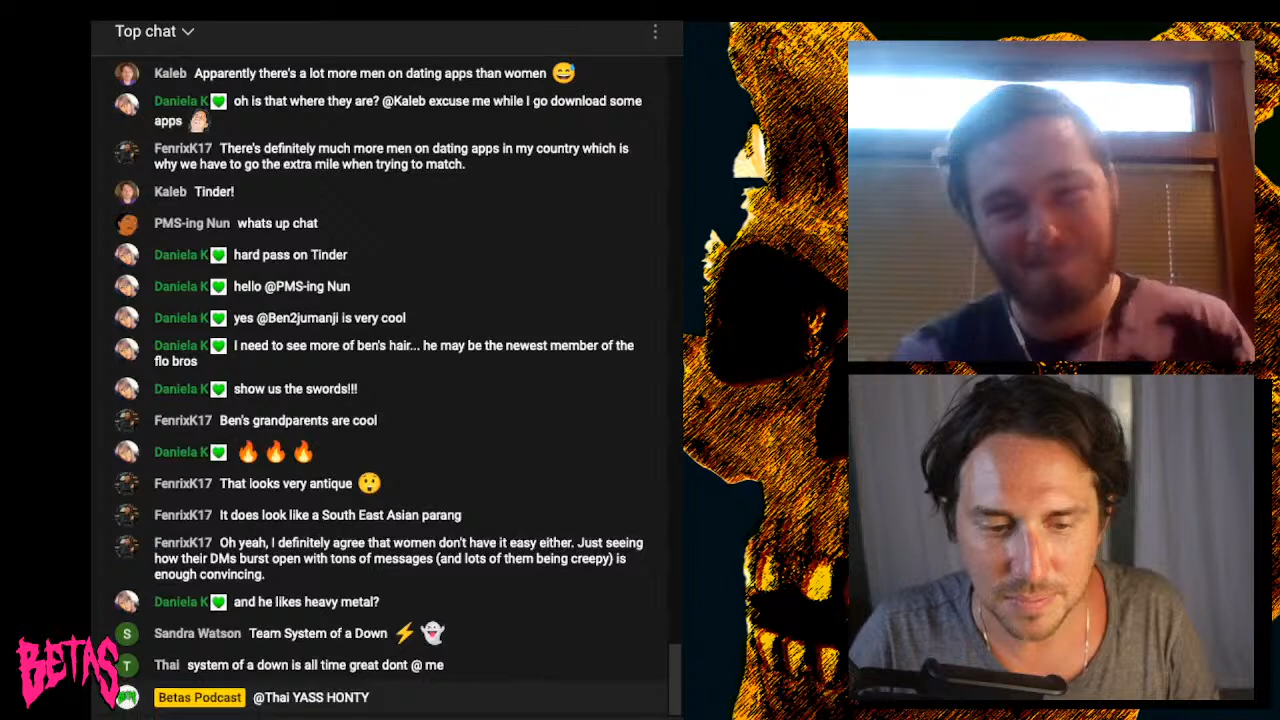 Top chat
Kaleb Apparently there's a lot more men on dating apps than women
Daniela K oh is that where they are? @Kaleb excuse me while I go download some
apps
FenrixK17 There's definitely much more men on dating apps in my country which is
why we have to go the extra mile when trying to match.
Kaleb Tinder!
PMS-ing Nun whats up chat
Daniela K hard pass on Tinder
Daniela K hello @PMS-ing Nun
Daniela K yes @Ben2jumanji is very cool
Daniela K I need to see more of ben's hair... he may be the newest member of the
flo bros
Daniela K show us the swords!!!
FenrixK17 Ben's grandparents are cool
Daniela K 🔥 🔥 🔥
FenrixK17 That looks very antique 😲
FenrixK17 It does look like a South East Asian parang
FenrixK17 Oh yeah, I definitely agree that women don't have it easy either. Just seeing
how their DMs burst open with tons of messages (and lots of them being creepy) is
enough convincing.
Daniela K and he likes heavy metal?
S Sandra Watson Team System of a Down ⚡ 👻
T Thai system of a down is all time great dont @ me
Betas Podcast @Thai YASS HONTY
BETAS